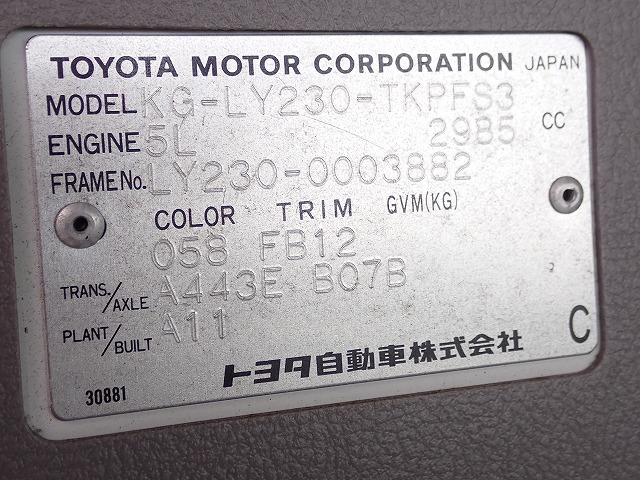 TOYOTA MOTOR CORPORATION JAPAN
MODEL KG-LY230-TKPFS3
ENGINE 5L 2985 CC
FRAME No. LY230-0003882
COLOR TRIM GVM(KG)
058 FB12
TRANS./AXLE A443E B07B
PLANT/BUILT A11
C
トヨタ自動車株式会社
30881